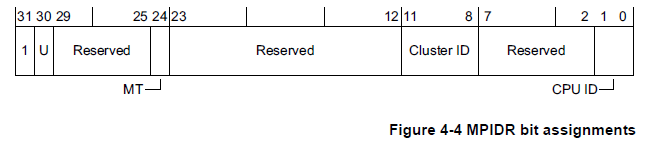 31 30 29 25 24 23 12 11 8 7 2 1 0
1 U Reserved Reserved Cluster ID Reserved
MT CPU ID
Figure 4-4 MPIDR bit assignments